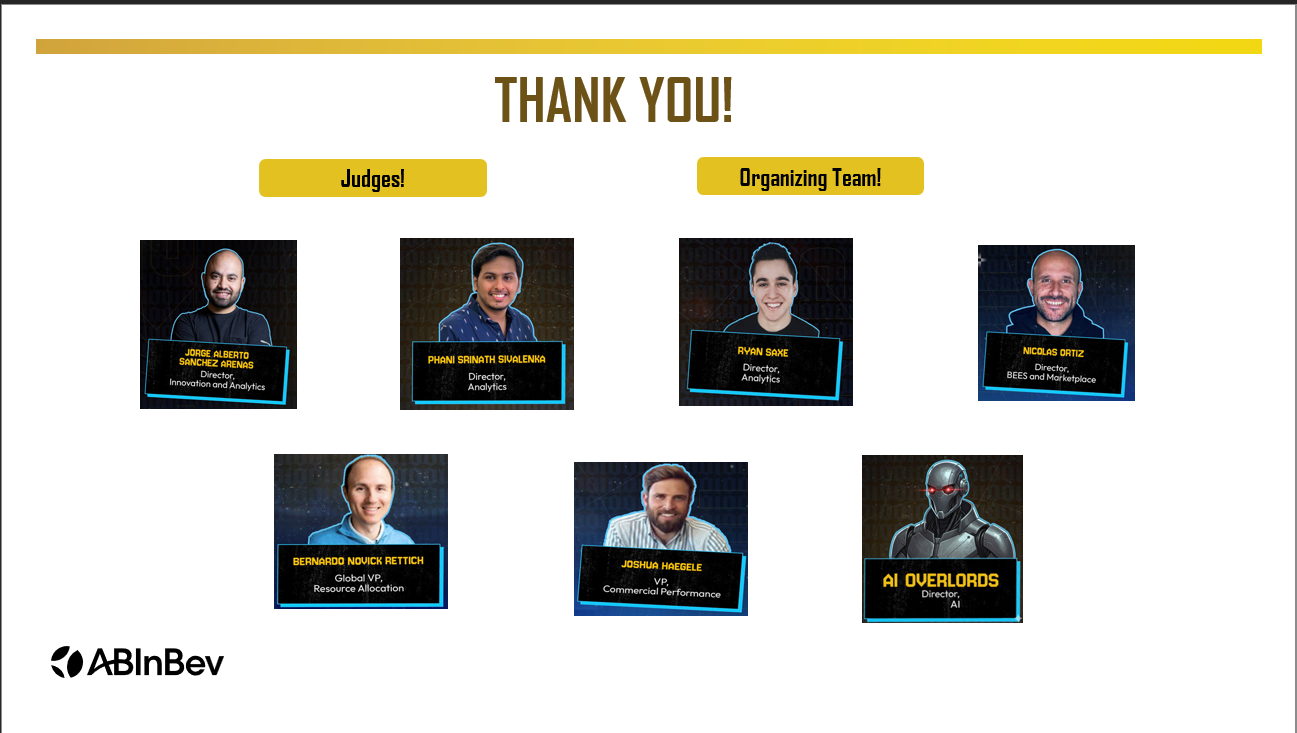 THANK YOU!
Judges!
Organizing Team!
JORGE ALBERTO
SANCHEZ ARENAS
Director,
Innovation and Analytics
PHANI SRINATH SIVALENKA
Director,
Analytics
RYAN SAXE
Director,
Analytics
NICOLAS ORTIZ
Director,
BEES and Marketplace
BERNARDO NOVICK RETTICH
Global VP,
Resource Allocation
JOSHUA HAEGELE
VP,
Commercial Performance
AI OVERLORDS
Director,
AI
ABInBev